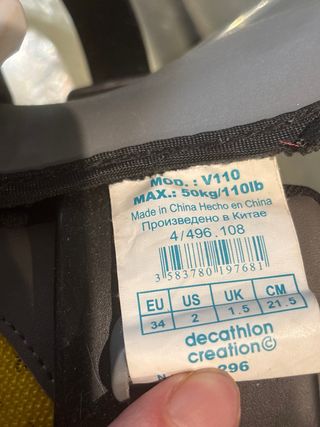 MOD. : V110
MAX.: 50kg/110lb
Made in China Hecho en China
Произведено в Китае
4/496.108
3 583780 197681
EU US UK CM
34 2 1.5 21.5
decathlon
creation©
296